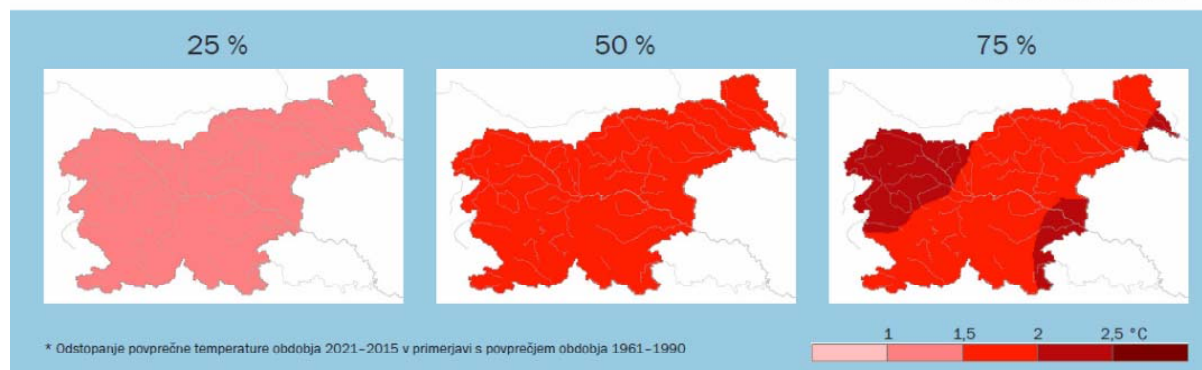 25 % 50 % 75 %
* Odstopanje povprečne temperature obdobja 2021–2015 v primerjavi s povprečjem obdobja 1961–1990
1 1,5 2 2,5 °C